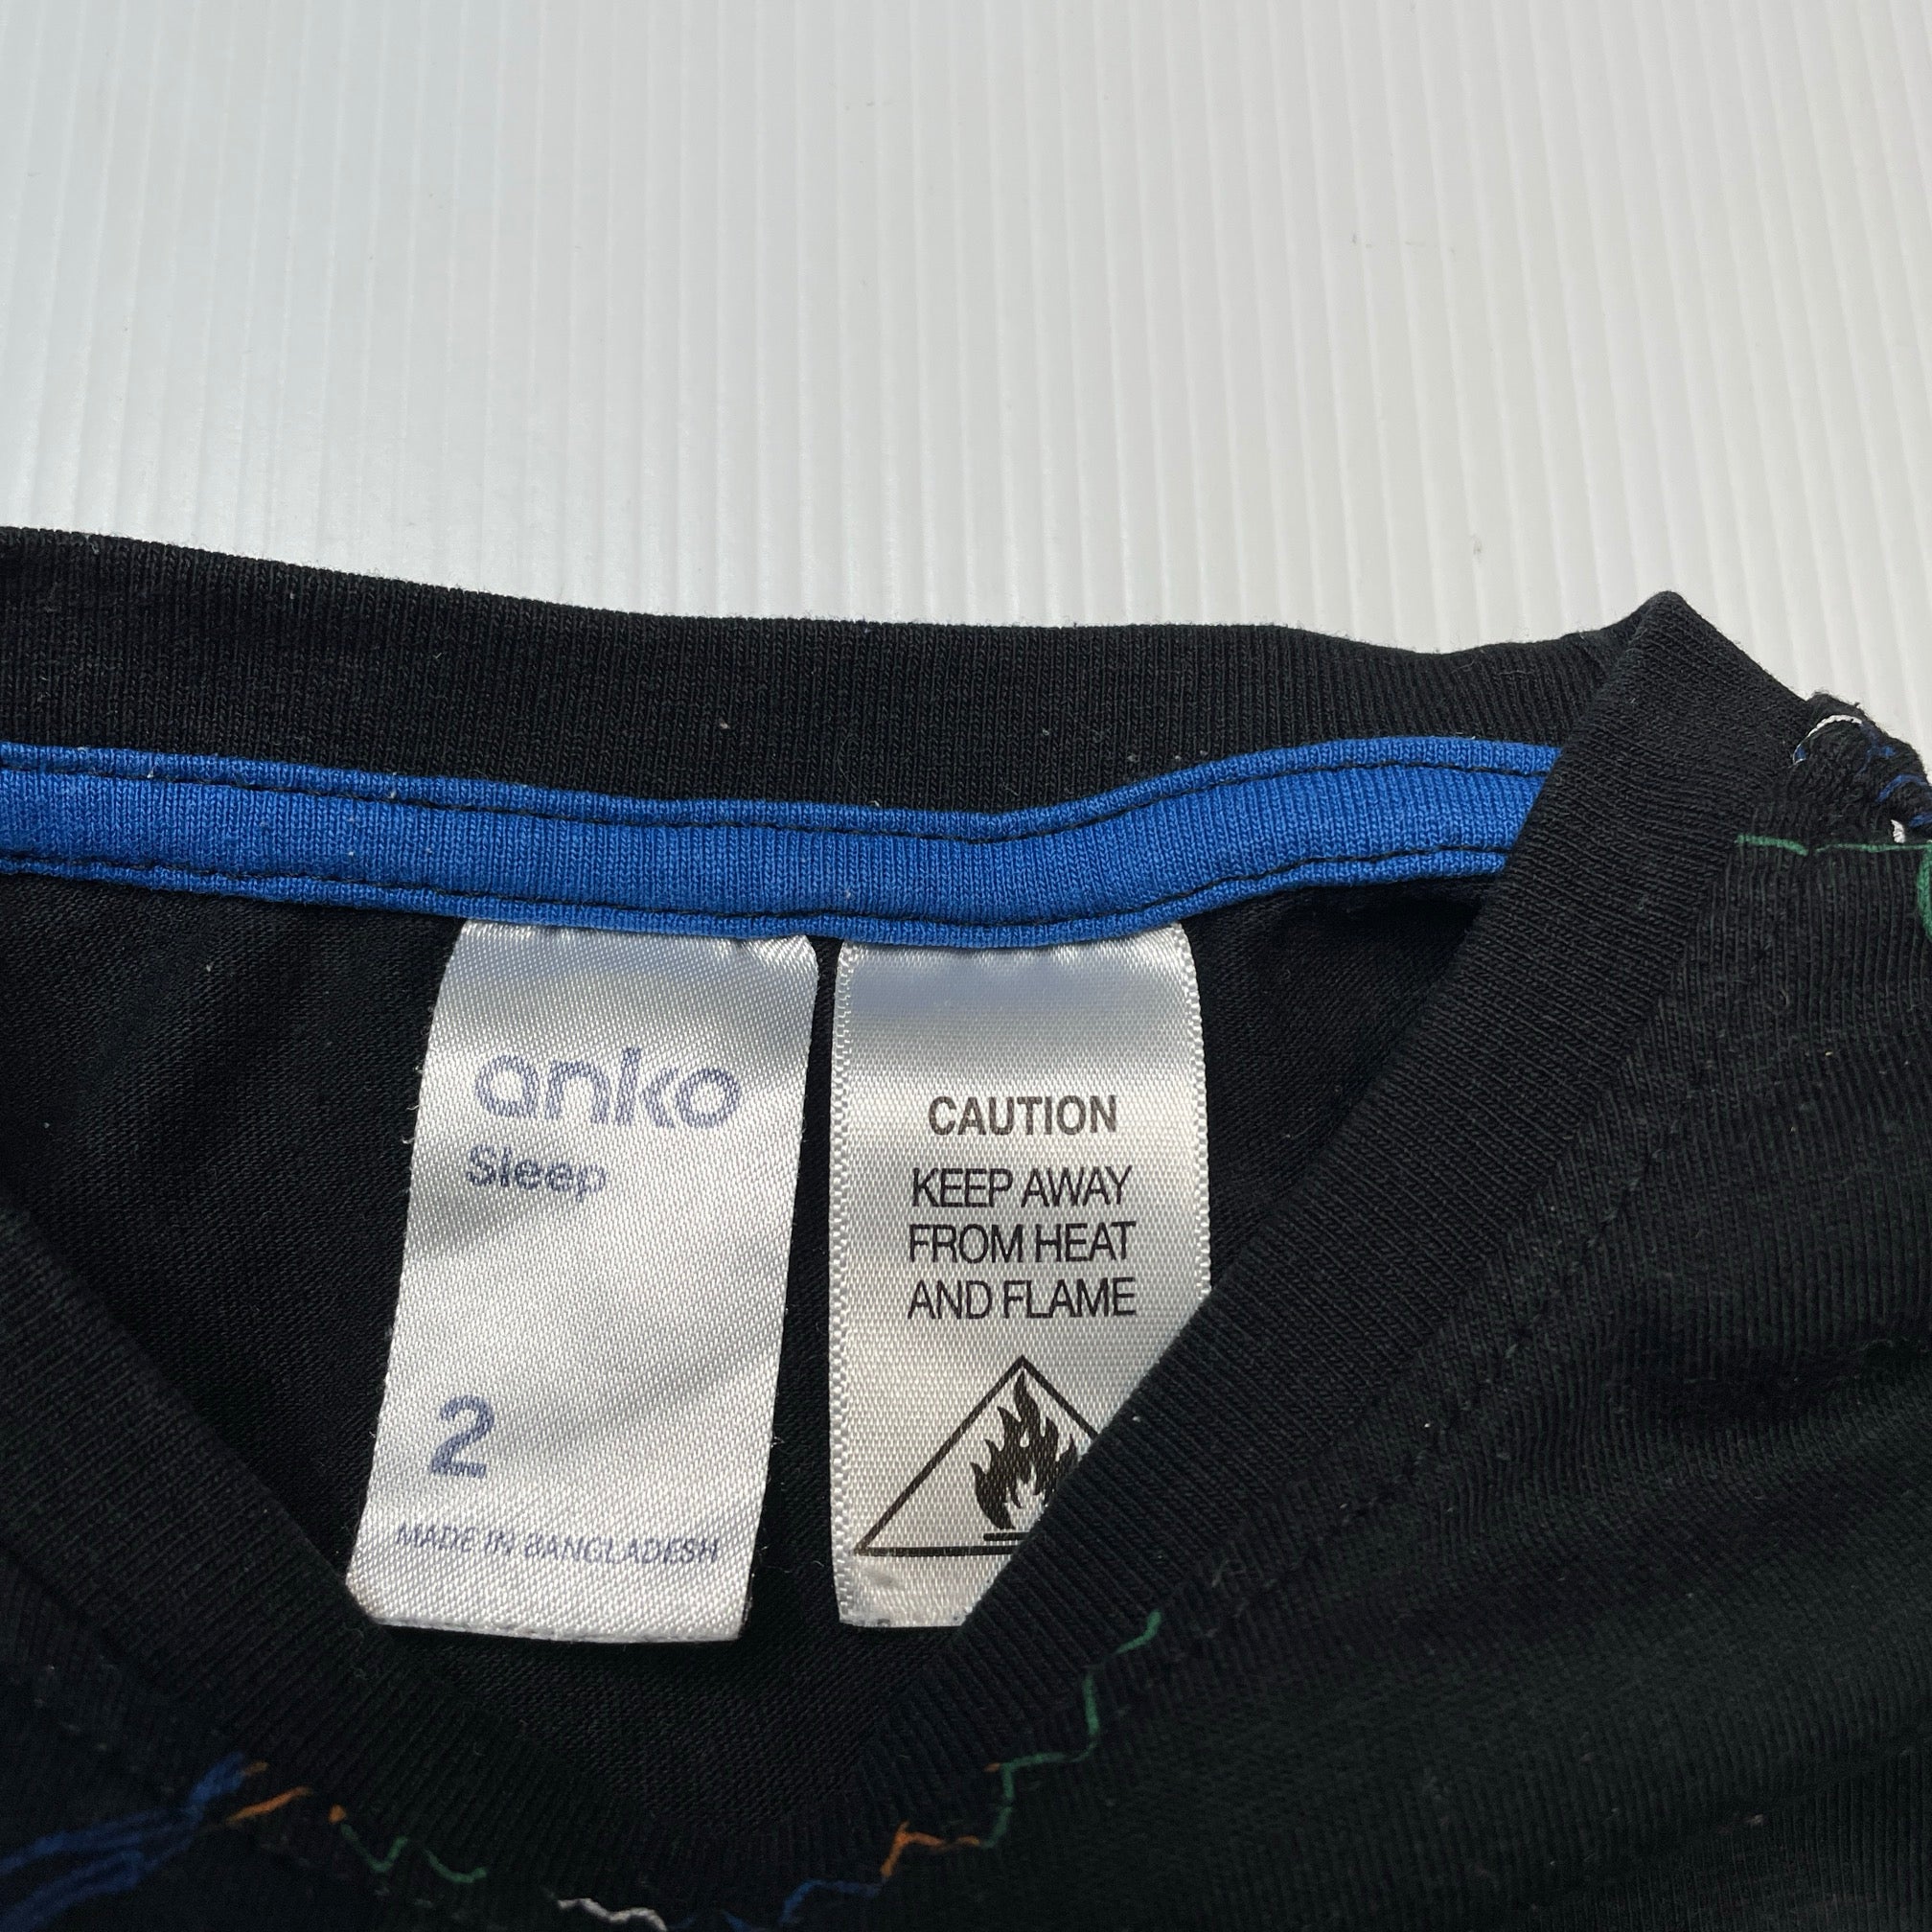 anko
Sleep
2
MADE IN BANGLADESH
CAUTION
KEEP AWAY
FROM HEAT
AND FLAME